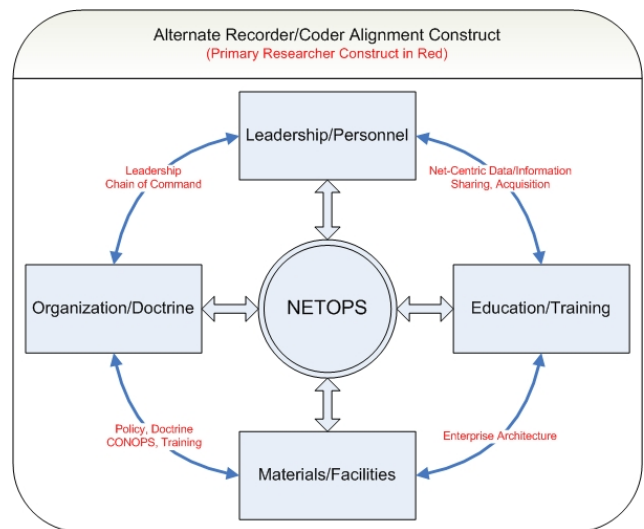 Alternate Recorder/Coder Alignment Construct
(Primary Researcher Construct in Red)
Leadership/Personnel
Leadership
Chain of Command
Net-Centric Data/Information
Sharing, Acquisition
Organization/Doctrine
NETOPS
Education/Training
Policy, Doctrine
CONOPS, Training
Enterprise Architecture
Materials/Facilities